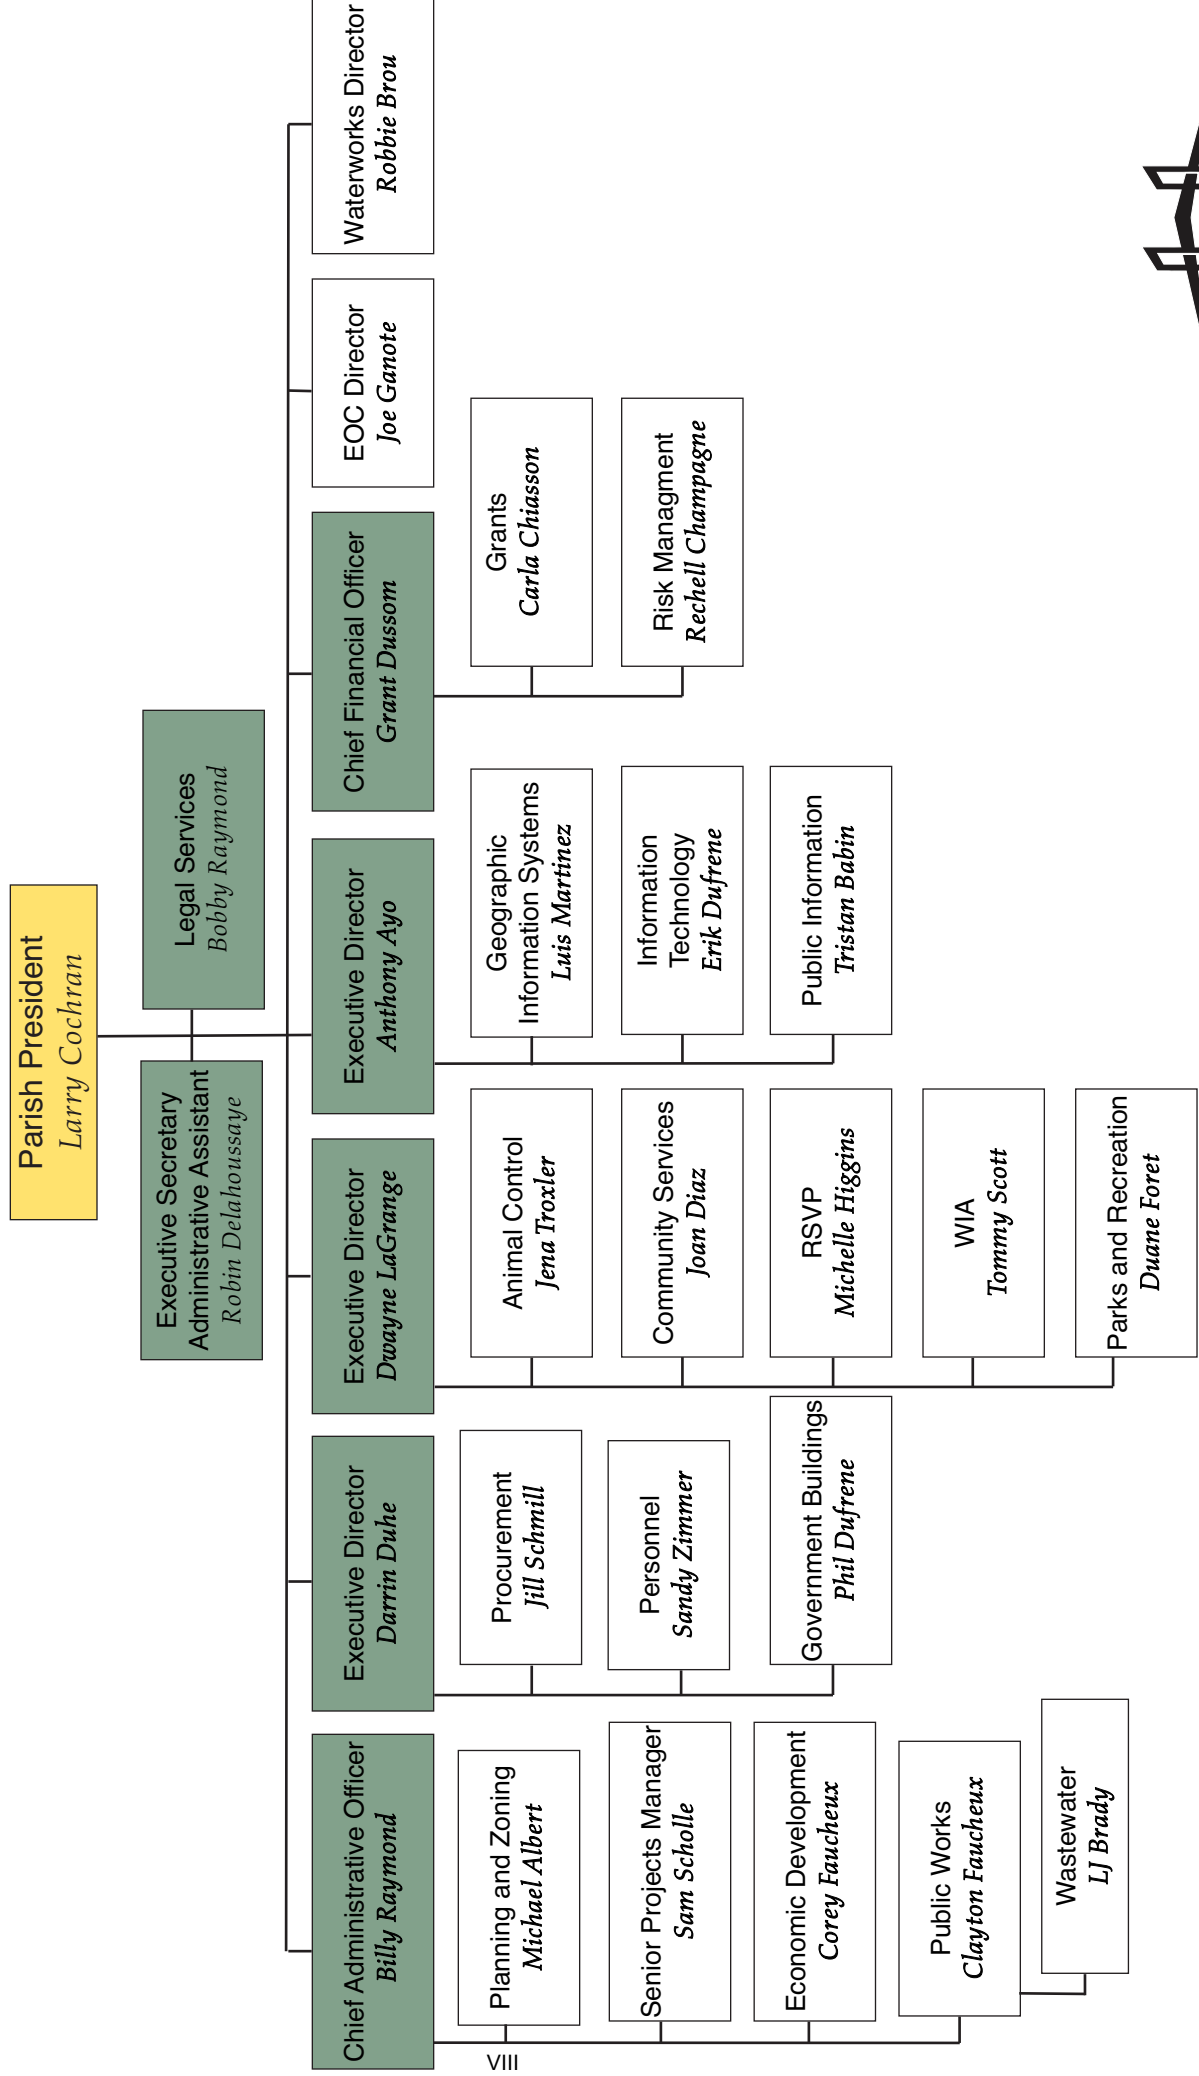 Parish President
Larry Cochran
Executive Secretary
Administrative Assistant
Robin Delahoussaye
Legal Services
Bobby Raymond
Chief Administrative Officer
Billy Raymond
Planning and Zoning
Michael Albert
Senior Projects Manager
Sam Scholle
Economic Development
Corey Faucheux
Public Works
Clayton Faucheux
Wastewater
LJ Brady
Executive Director
Darrin Duhe
Procurement
Jill Schmill
Personnel
Sandy Zimmer
Government Buildings
Phil Dufrene
Executive Director
Dwayne LaGrange
Animal Control
Jena Troxler
Community Services
Joan Diaz
RSVP
Michelle Higgins
WIA
Tommy Scott
Parks and Recreation
Duane Foret
Executive Director
Anthony Ayo
Geographic
Information Systems
Luis Martinez
Information
Technology
Erik Dufrene
Public Information
Tristan Babin
Chief Financial Officer
Grant Dussom
Grants
Carla Chiasson
Risk Managment
Rechell Champagne
EOC Director
Joe Ganote
Waterworks Director
Robbie Brou
VIII